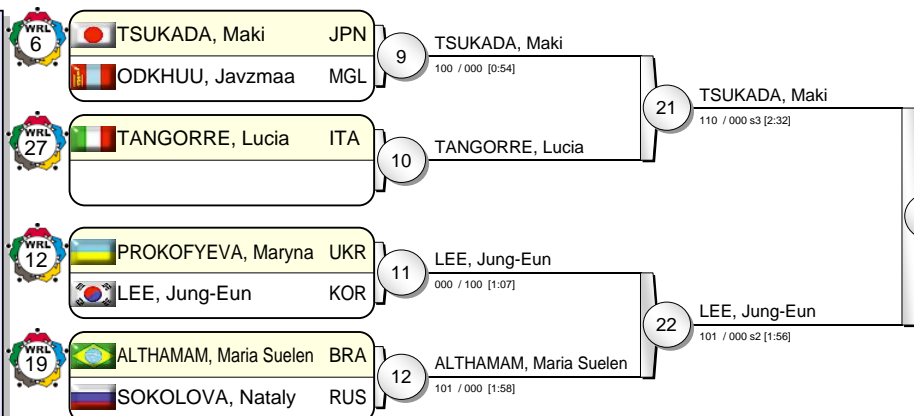 WRL 6
TSUKADA, Maki JPN
ODKHUU, Javzmaa MGL
9
TSUKADA, Maki
100 / 000 [0:54]
WRL 27
TANGORRE, Lucia ITA
10
TANGORRE, Lucia
21
TSUKADA, Maki
110 / 000 s3 [2:32]
WRL 12
PROKOFYEVA, Maryna UKR
LEE, Jung-Eun KOR
11
LEE, Jung-Eun
000 / 100 [1:07]
WRL 19
ALTHAMAM, Maria Suelen BRA
SOKOLOVA, Nataly RUS
12
ALTHAMAM, Maria Suelen
101 / 000 [1:58]
22
LEE, Jung-Eun
101 / 000 s2 [1:56]